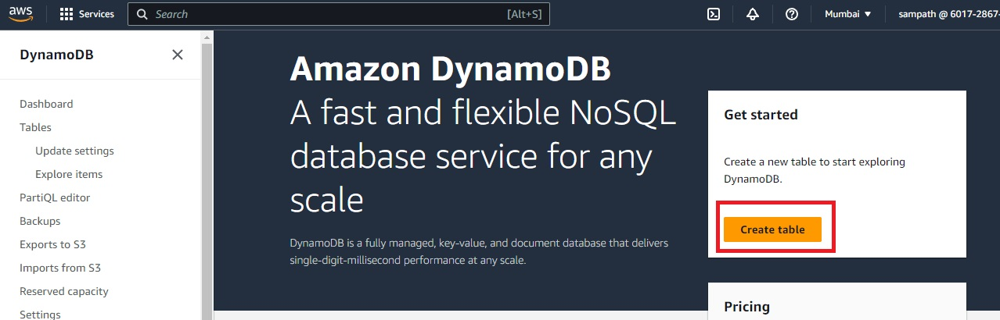 aws
Services
Search
[Alt+S]
Mumbai
sampath @ 6017-2867-
DynamoDB
Dashboard
Tables
Update settings
Explore items
PartiQL editor
Backups
Exports to S3
Imports from S3
Reserved capacity
Settings
Amazon DynamoDB
A fast and flexible NoSQL
database service for any
scale
DynamoDB is a fully managed, key-value, and document database that delivers
single-digit-millisecond performance at any scale.
Get started
Create a new table to start exploring
DynamoDB.
Create table
Pricing